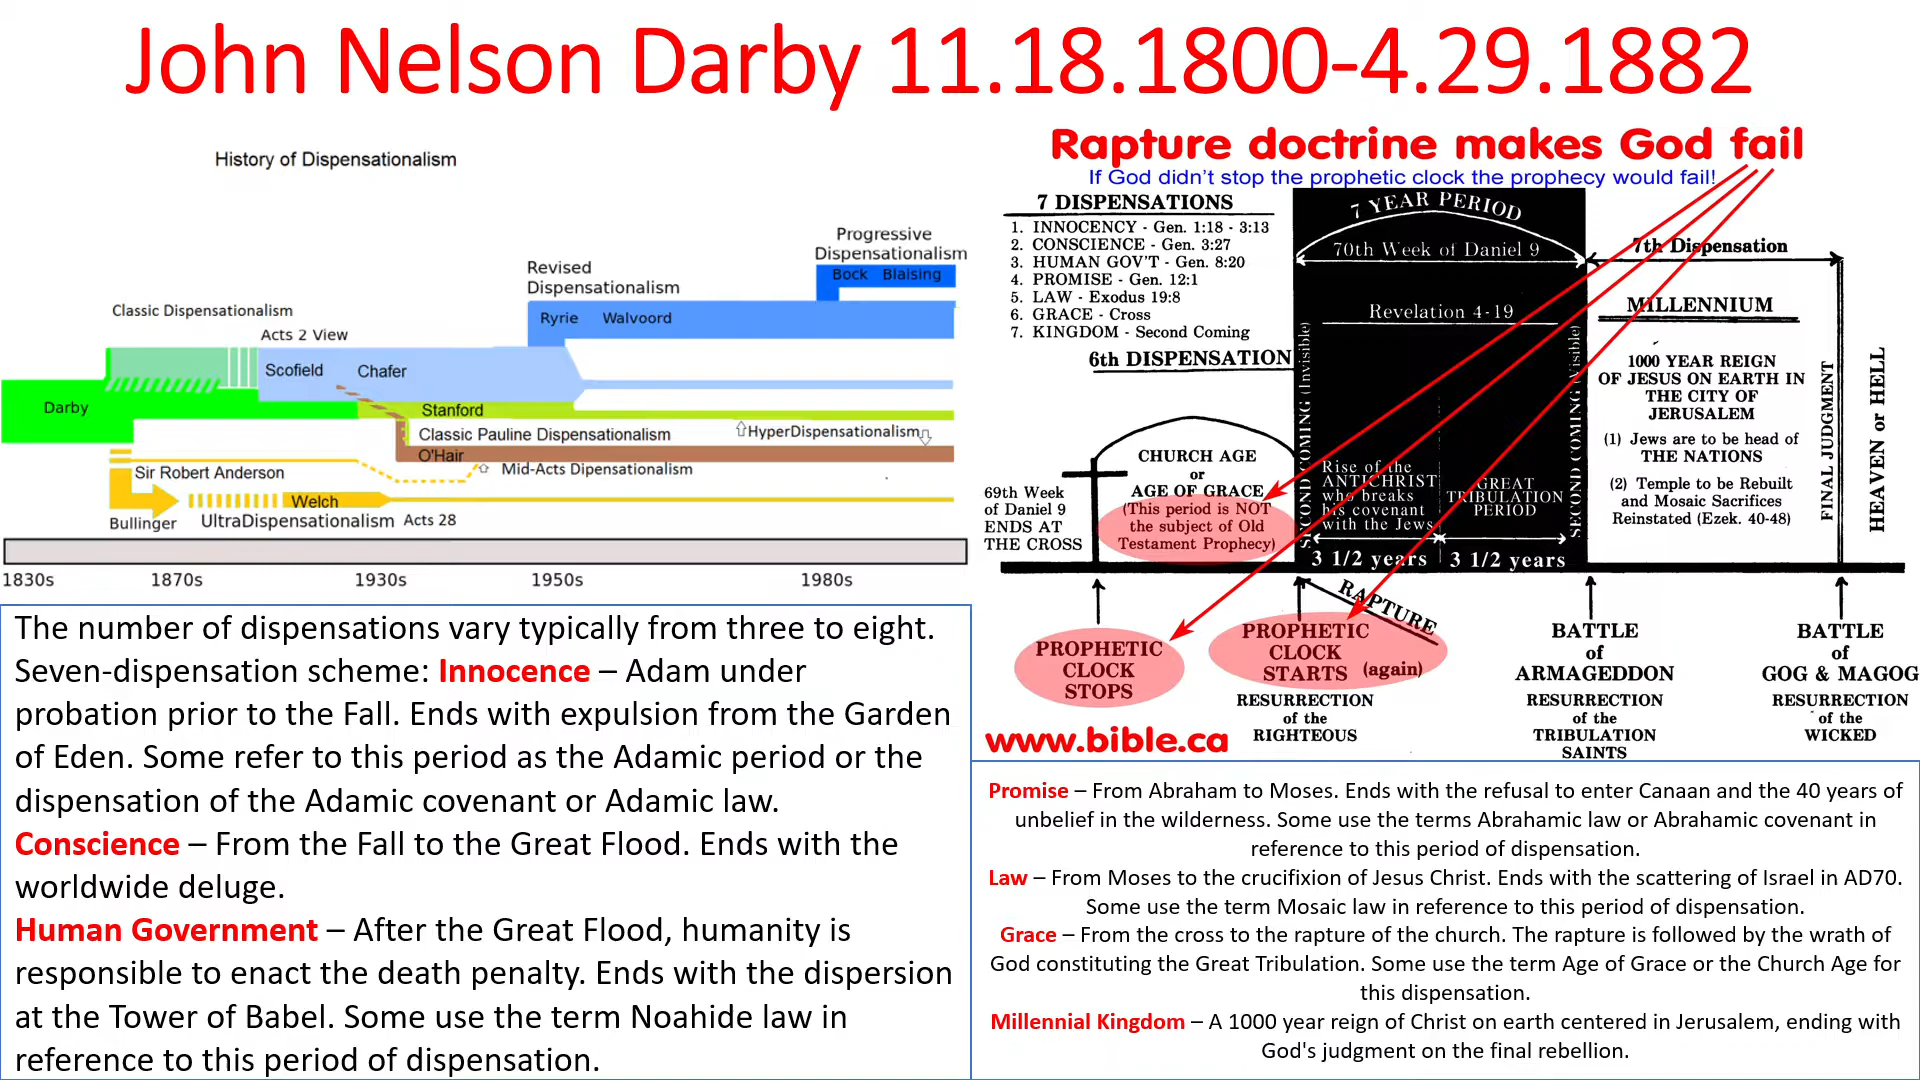 John Nelson Darby 11.18.1800-4.29.1882
History of Dispensationalism
Progressive
Dispensationalism
Bock Blaising
Revised
Dispensationalism
Ryrie Walvoord
Classic Dispensationalism
Acts 2 View
Scofield Chafer
Darby
Stanford
Classic Pauline Dispensationalism
HyperDispensationalism
O'Hair
Mid-Acts Dipensationalism
Sir Robert Anderson
Welch
Bullinger
UltraDispensationalism Acts 28
1830s 1870s 1930s 1950s 1980s
The number of dispensations vary typically from three to eight.
Seven-dispensation scheme: Innocence – Adam under
probation prior to the Fall. Ends with expulsion from the Garden
of Eden. Some refer to this period as the Adamic period or the
dispensation of the Adamic covenant or Adamic law.
Conscience – From the Fall to the Great Flood. Ends with the
worldwide deluge.
Human Government – After the Great Flood, humanity is
responsible to enact the death penalty. Ends with the dispersion
at the Tower of Babel. Some use the term Noahide law in
reference to this period of dispensation.
Rapture doctrine makes God fail
If God didn't stop the prophetic clock the prophecy would fail!
7 DISPENSATIONS
1. INNOCENCY - Gen. 1:18 - 3:13
2. CONSCIENCE - Gen. 3:27
3. HUMAN GOV'T - Gen. 8:20
4. PROMISE - Gen. 12:1
5. LAW - Exodus 19:8
6. GRACE - Cross
7. KINGDOM - Second Coming
6th DISPENSATION
7 YEAR PERIOD
70th Week of Daniel 9
Revelation 4-19
SECOND COMING (Invisible)
Rise of the
ANTICHRIST
who breaks
his covenant
with the Jews
GREAT
TRIBULATION
PERIOD
3 1/2 years 3 1/2 years
SECOND COMING (Visible)
7th Dispensation
MILLENNIUM
1000 YEAR REIGN
OF JESUS ON EARTH IN
THE CITY OF
JERUSALEM
(1) Jews are to be head of
THE NATIONS
(2) Temple to be Rebuilt
and Mosaic Sacrifices
Reinstated (Ezek. 40-48)
FINAL JUDGMENT
HEAVEN or HELL
69th Week
of Daniel 9
ENDS AT
THE CROSS
CHURCH AGE
or
AGE OF GRACE
(This period is NOT
the subject of Old
Testament Prophecy)
RAPTURE
PROPHETIC
CLOCK
STOPS
PROPHETIC
CLOCK
STARTS (again)
RESURRECTION
of the
RIGHTEOUS
BATTLE
of
ARMAGEDDON
RESURRECTION
of the
TRIBULATION
SAINTS
BATTLE
of
GOG & MAGOG
RESURRECTION
of the
WICKED
www.bible.ca
Promise – From Abraham to Moses. Ends with the refusal to enter Canaan and the 40 years of
unbelief in the wilderness. Some use the terms Abrahamic law or Abrahamic covenant in
reference to this period of dispensation.
Law – From Moses to the crucifixion of Jesus Christ. Ends with the scattering of Israel in AD70.
Some use the term Mosaic law in reference to this period of dispensation.
Grace – From the cross to the rapture of the church. The rapture is followed by the wrath of
God constituting the Great Tribulation. Some use the term Age of Grace or the Church Age for
this dispensation.
Millennial Kingdom – A 1000 year reign of Christ on earth centered in Jerusalem, ending with
God's judgment on the final rebellion.